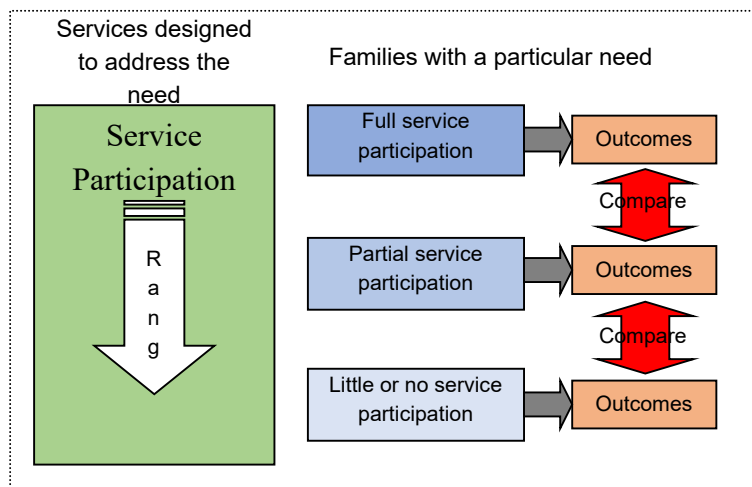 Services designed
to address the
need
Families with a particular need
Service
Participation
R
a
n
g
Full service
participation
Outcomes
Compare
Partial service
participation
Outcomes
Compare
Little or no service
participation
Outcomes